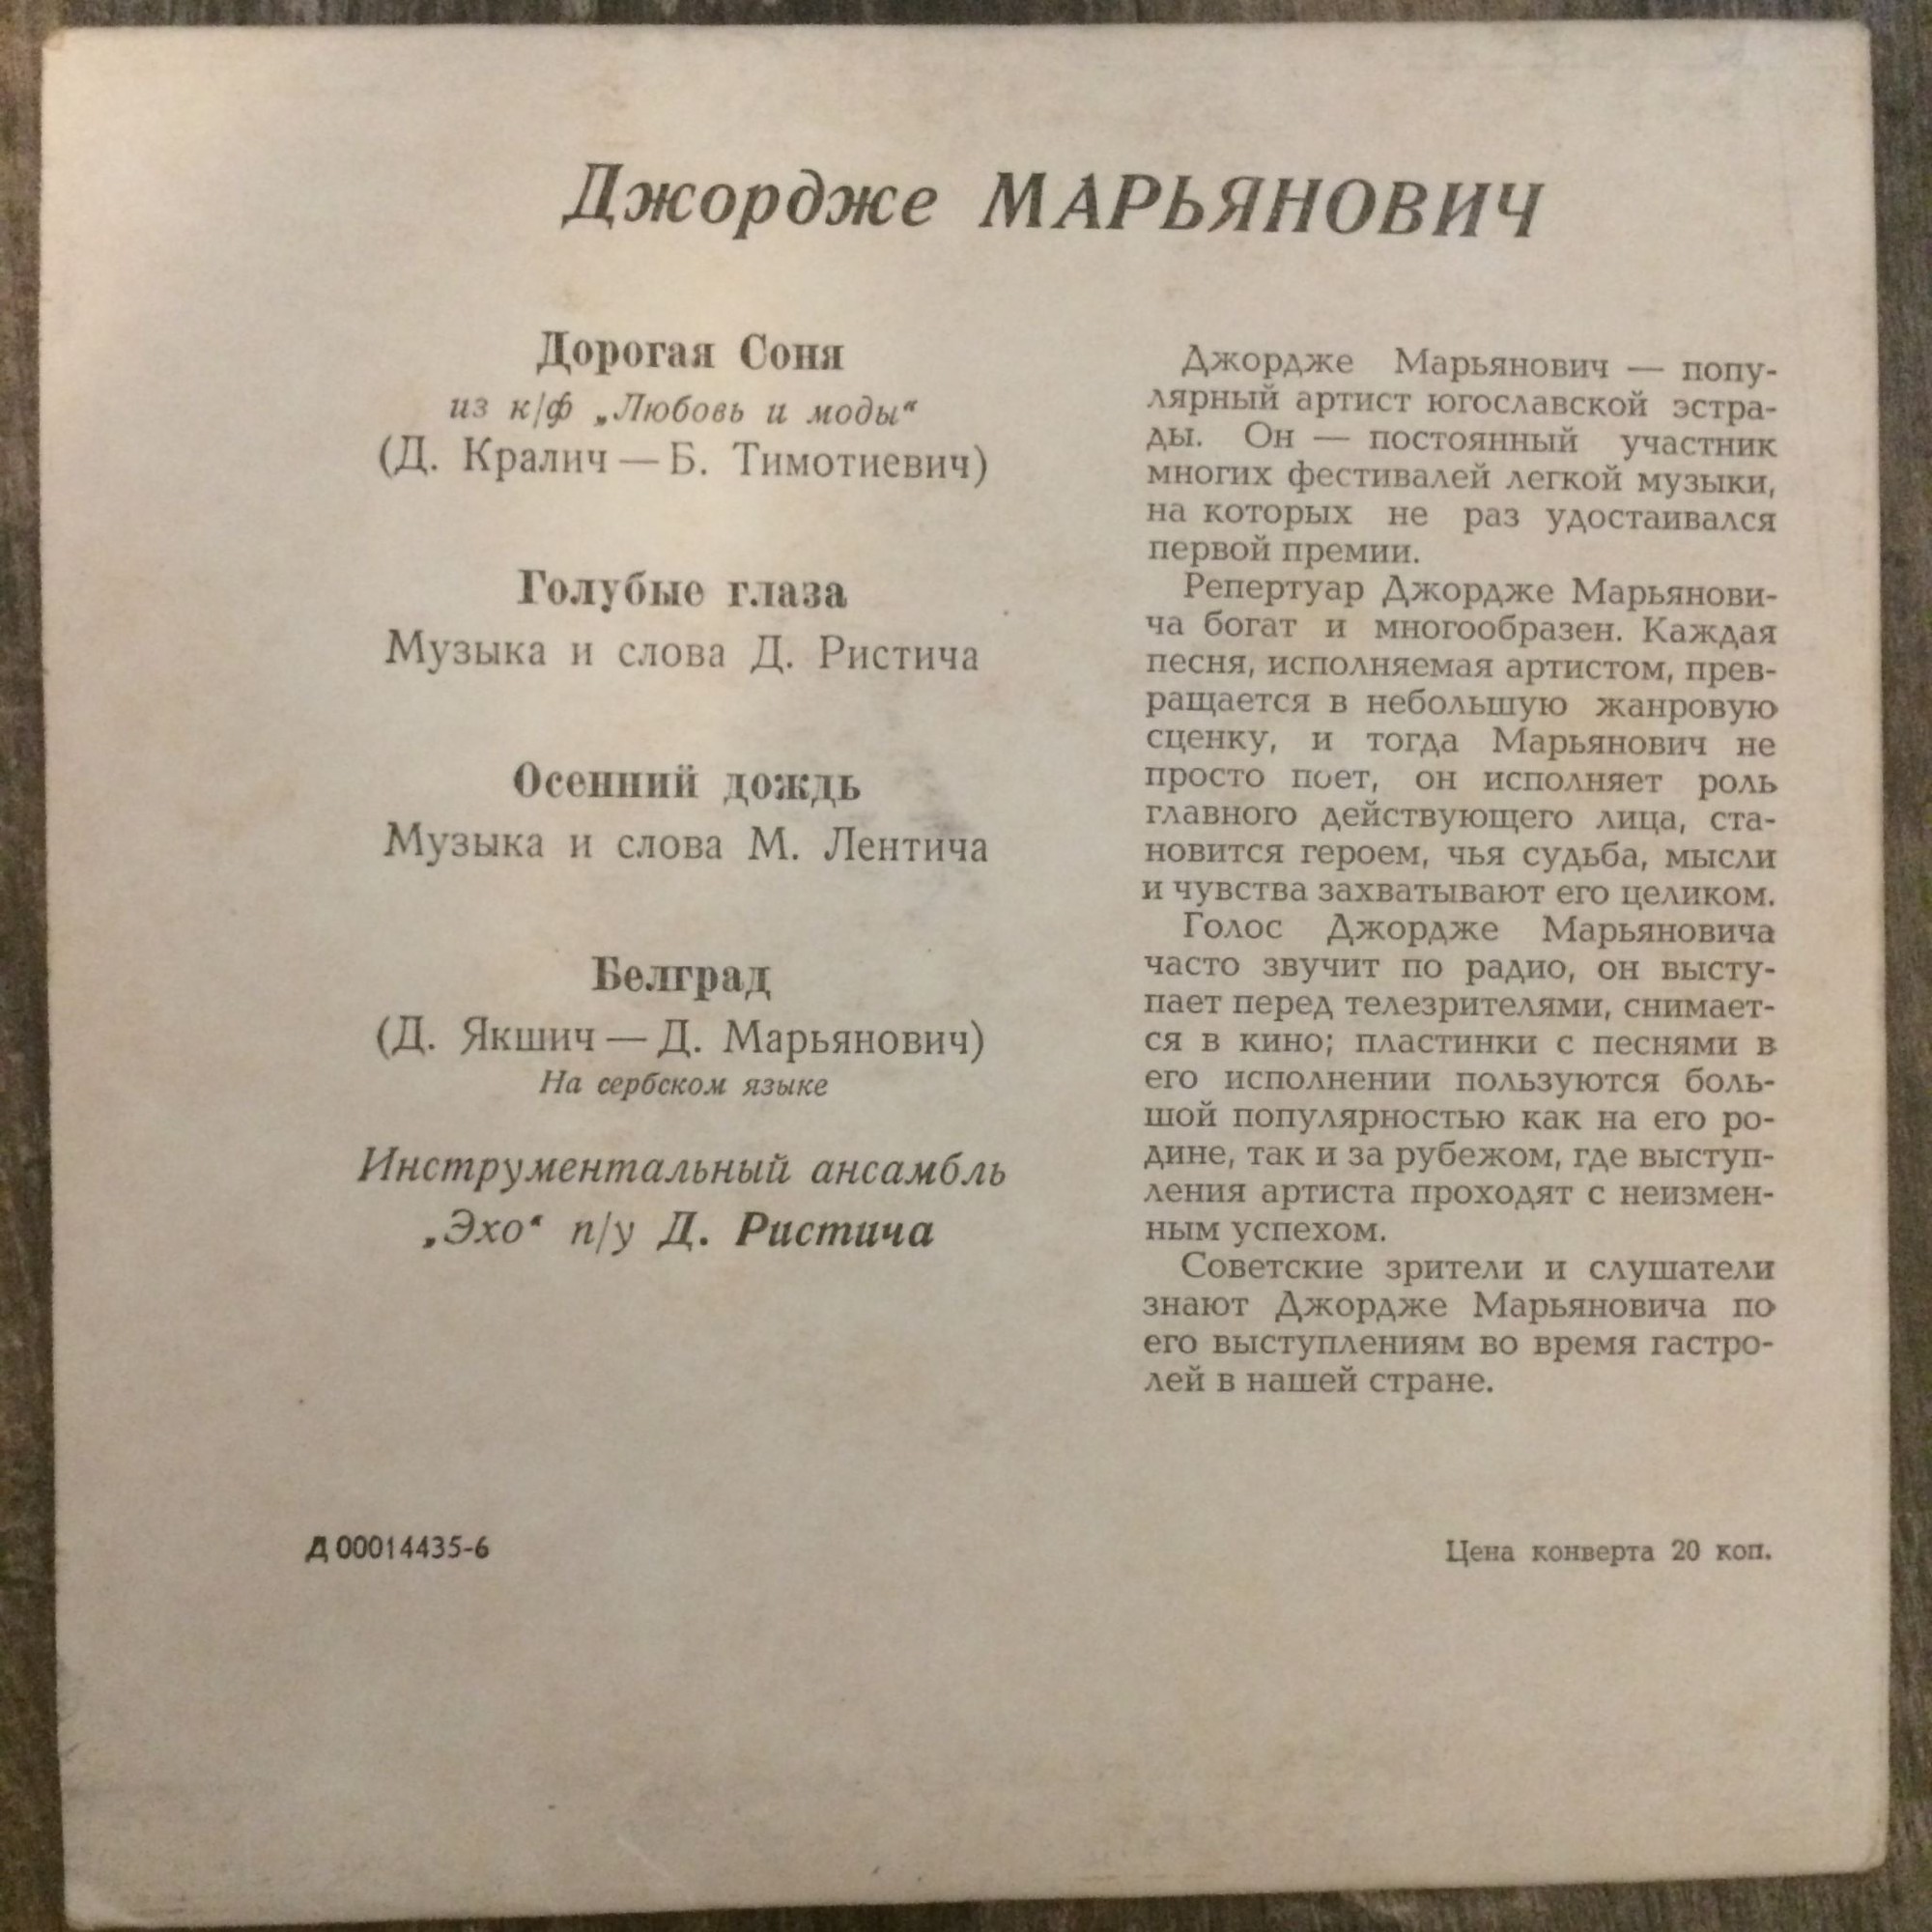 Джордже МАРЬЯНОВИЧ
Дорогая Соня
из к/ф „Любовь и моды“
(Д. Кралич — Б. Тимотиевич)
Голубые глаза
Музыка и слова Д. Ристича
Осенний дождь
Музыка и слова М. Лентича
Белград
(Д. Якшич — Д. Марьянович)
На сербском языке
Инструментальный ансамбль
„Эхо“ п/у Д. Ристича
Джордже Марьянович — попу-
лярный артист югославской эстра-
ды. Он — постоянный участник
многих фестивалей легкой музыки,
на которых не раз удостаивался
первой премии.
Репертуар Джордже Марьянови-
ча богат и многообразен. Каждая
песня, исполняемая артистом, прев-
ращается в небольшую жанровую
сценку, и тогда Марьянович не
просто поет, он исполняет роль
главного действующего лица, ста-
новится героем, чья судьба, мысли
и чувства захватывают его целиком.
Голос Джордже Марьяновича
часто звучит по радио, он высту-
пает перед телезрителями, снимает-
ся в кино; пластинки с песнями в
его исполнении пользуются боль-
шой популярностью как на его ро-
дине, так и за рубежом, где выступ-
ления артиста проходят с неизмен-
ным успехом.
Советские зрители и слушатели
знают Джордже Марьяновича по
его выступлениям во время гастро-
лей в нашей стране.
Д 00014435-6
Цена конверта 20 коп.